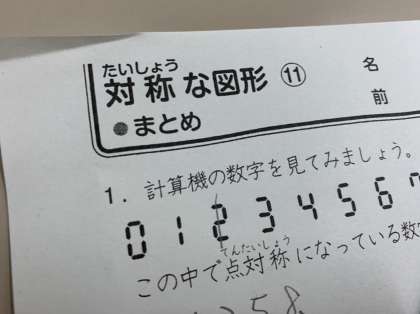 たいしょう
対称な図形 ⑪
●まとめ
名
前
1. 計算機の数字を見てみましょう。
0 1 2 3 4 5 6
てんたいしょう
この中で点対称になっている数
2 5 8